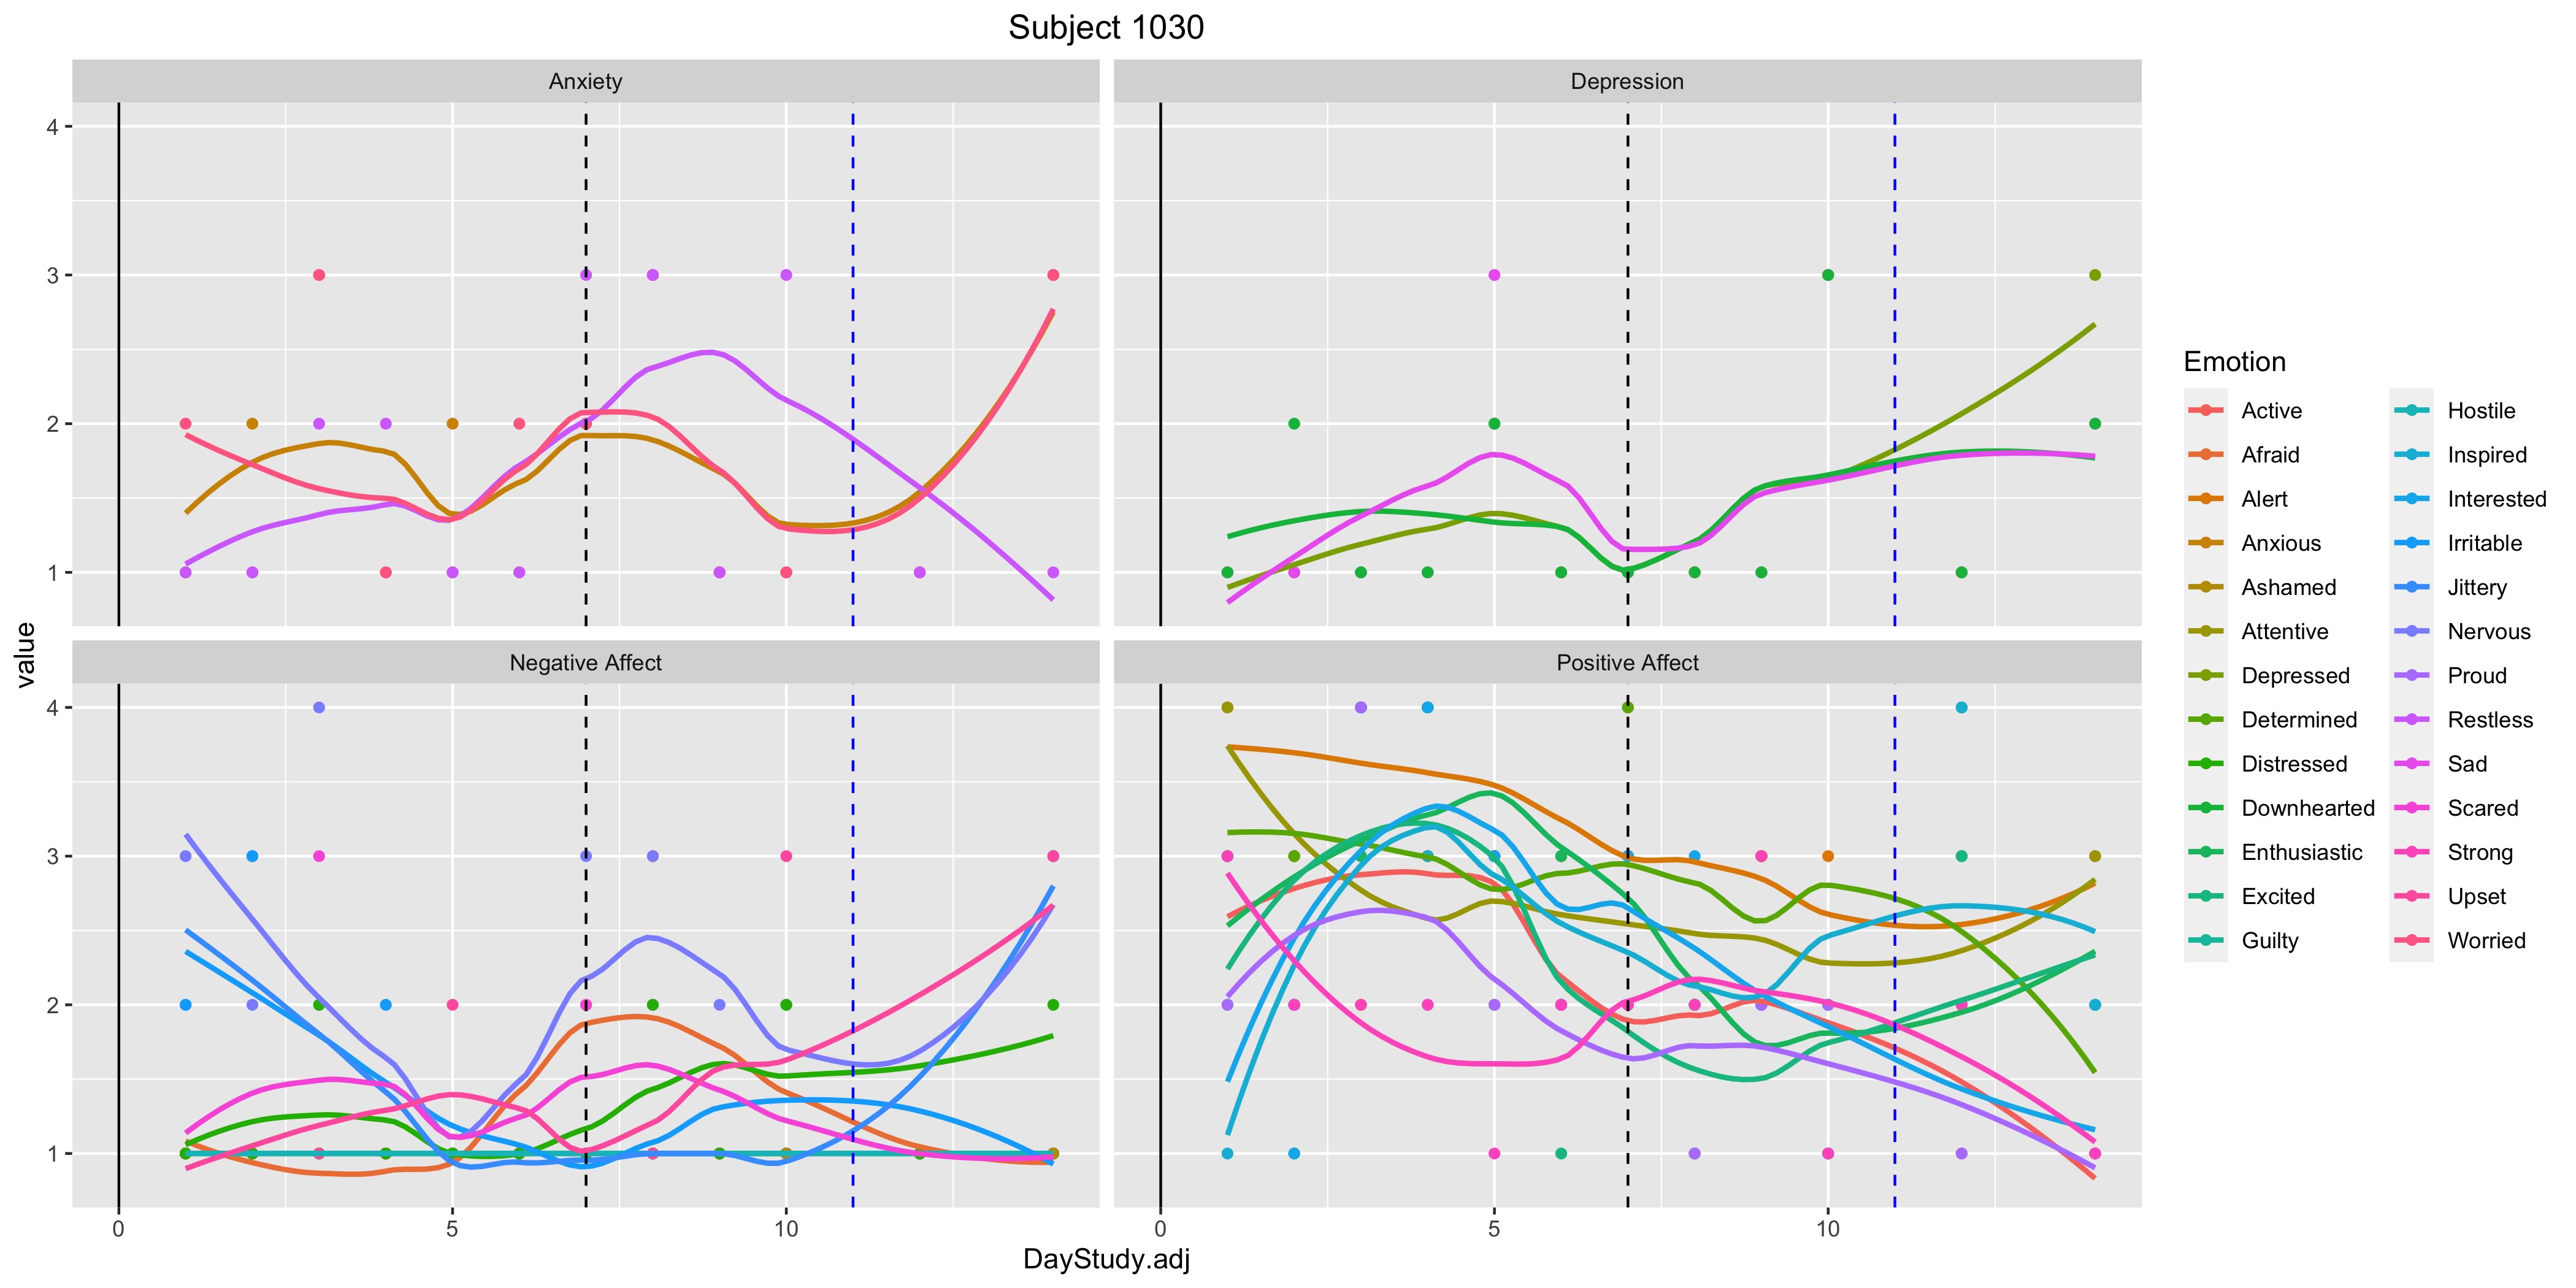 Subject 1030
Anxiety
Depression
4
3
2
1
Negative Affect
Positive Affect
4
3
2
1
value
0
5
10
0
5
10
DayStudy.adj
Emotion
Active
Afraid
Alert
Anxious
Ashamed
Attentive
Depressed
Determined
Distressed
Downhearted
Enthusiastic
Excited
Guilty
Hostile
Inspired
Interested
Irritable
Jittery
Nervous
Proud
Restless
Sad
Scared
Strong
Upset
Worried